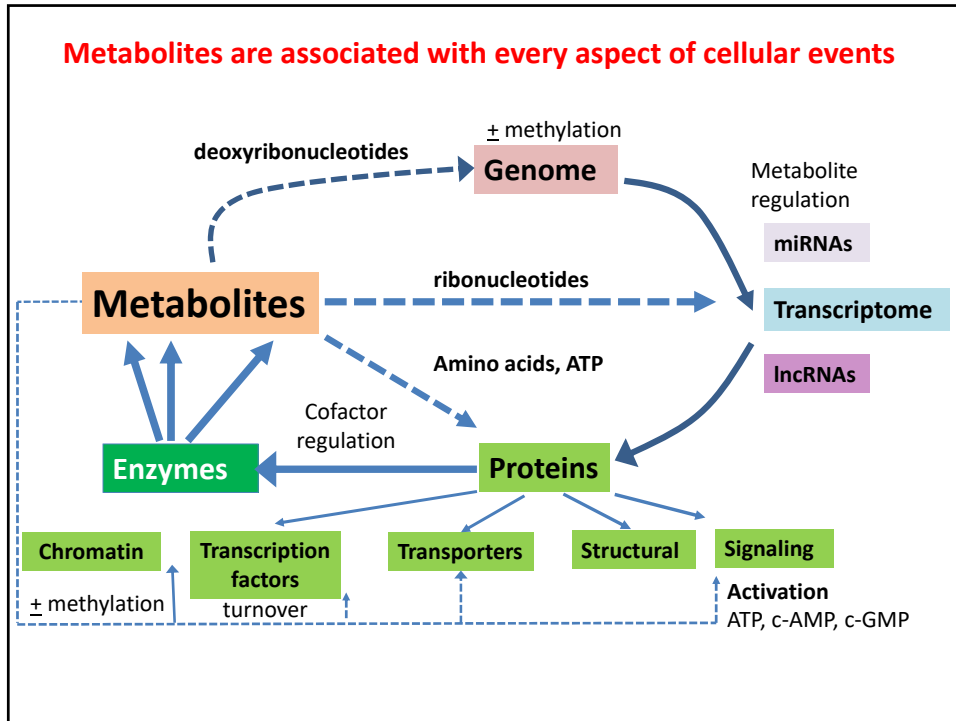 Metabolites are associated with every aspect of cellular events
+ methylation
deoxyribonucleotides
Genome
Metabolite
regulation
miRNAs
ribonucleotides
Metabolites
Transcriptome
Amino acids, ATP
lncRNAs
Cofactor
regulation
Enzymes
Proteins
Chromatin
Transcription
factors
Transporters
Structural
Signaling
+ methylation
turnover
Activation
ATP, c-AMP, c-GMP